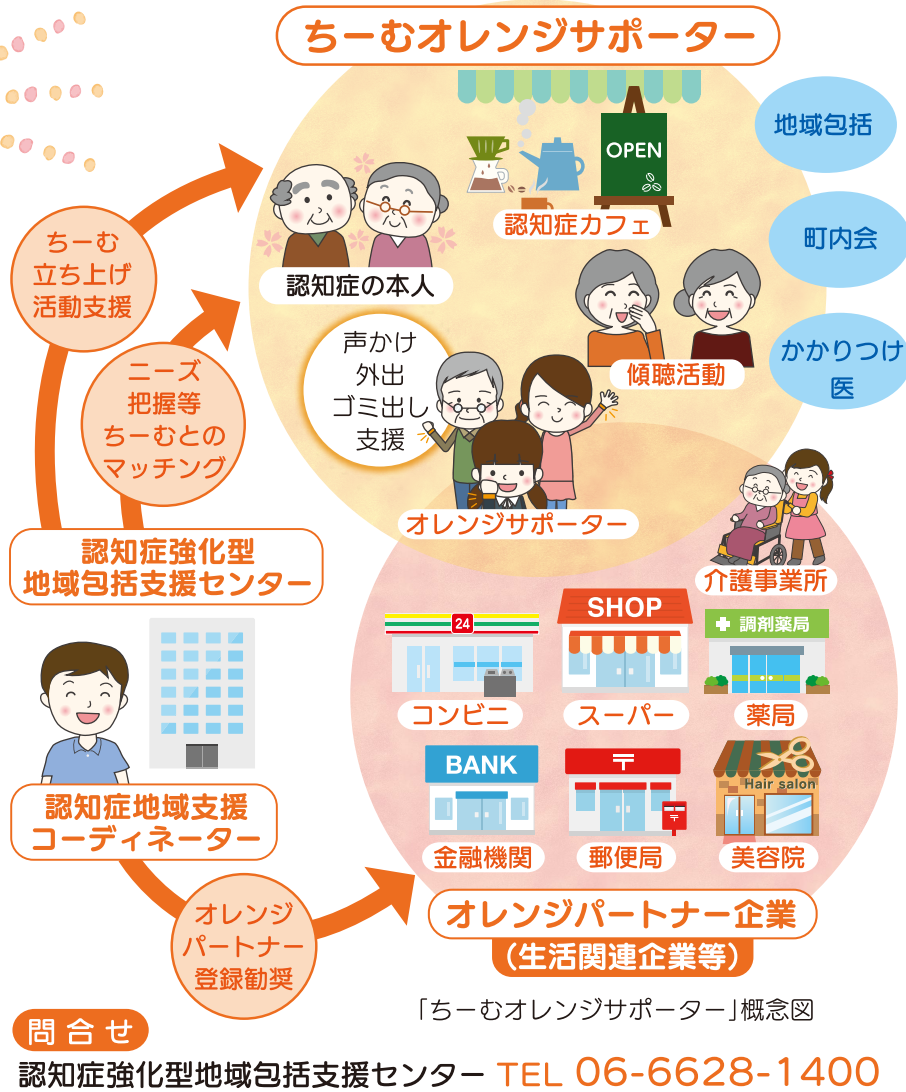 ちーむオレンジサポーター
地域包括
OPEN
認知症カフェ
町内会
ちーむ
立ち上げ
活動支援
認知症の本人
かかりつけ
医
声かけ
外出
ゴミ出し
支援
傾聴活動
ニーズ
把握等
ちーむとの
マッチング
オレンジサポーター
認知症強化型
地域包括支援センター
介護事業所
24
SHOP
調剤薬局
コンビニ
スーパー
薬局
BANK
〒
Hair salon
〒
金融機関
郵便局
美容院
認知症地域支援
コーディネーター
オレンジ
パートナー
登録勧奨
オレンジパートナー企業
(生活関連企業等)
「ちーむオレンジサポーター」概念図
問合せ
認知症強化型地域包括支援センター TEL 06-6628-1400